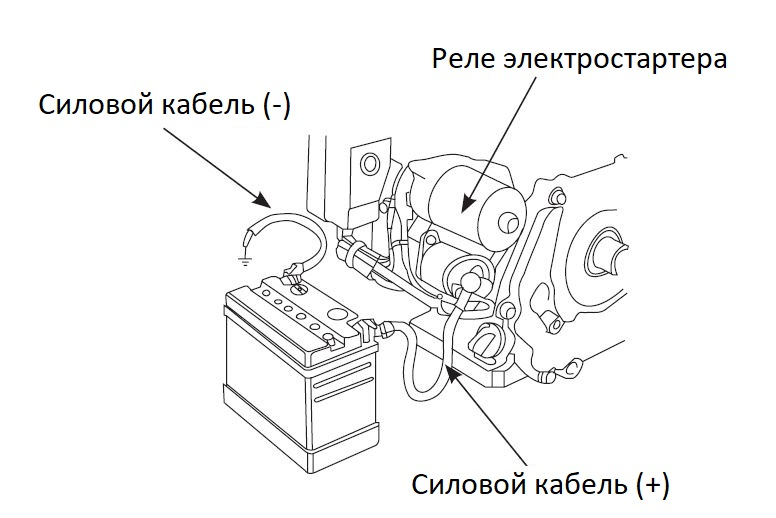 Реле электростартера
Силовой кабель (-)
Силовой кабель (+)